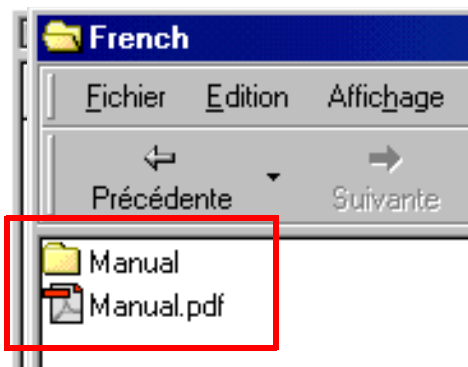 French
Fichier Edition Affichage
Précédente Suivante
Manual
Manual.pdf